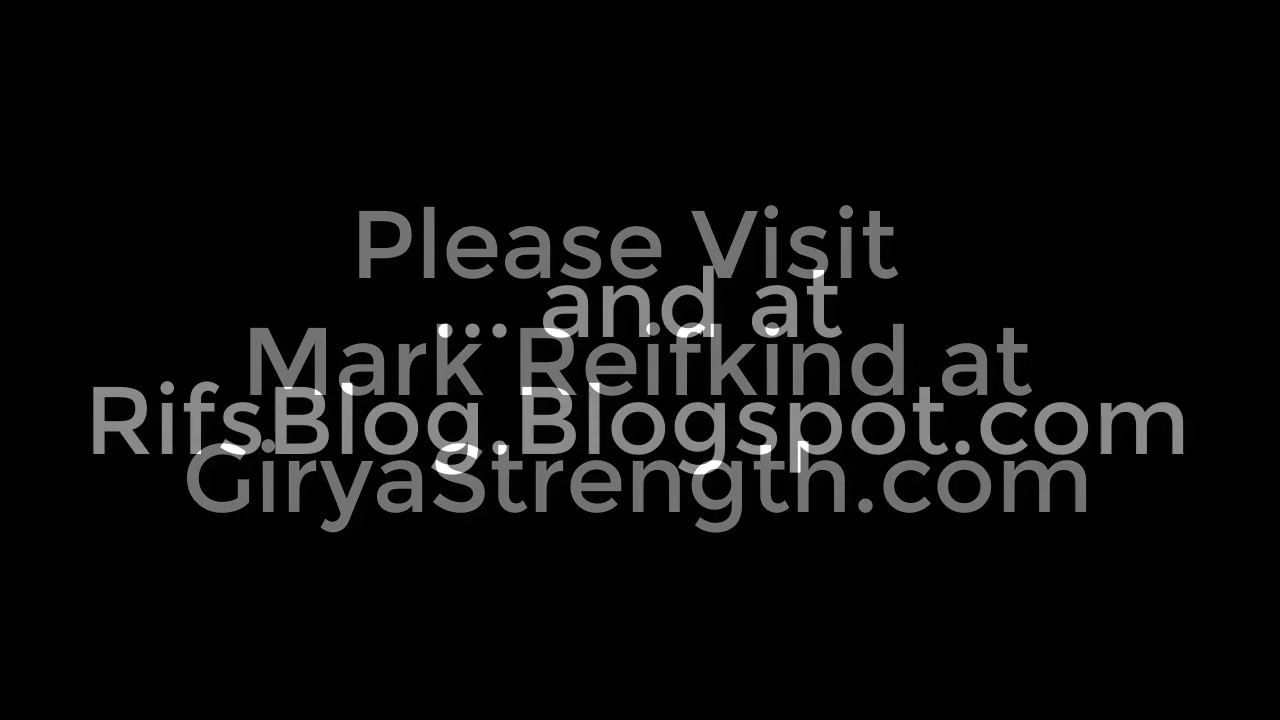 Please Visit
... and at
Mark Reifkind at
RifsBlog.Blogspot.com
GiryaStrength.com